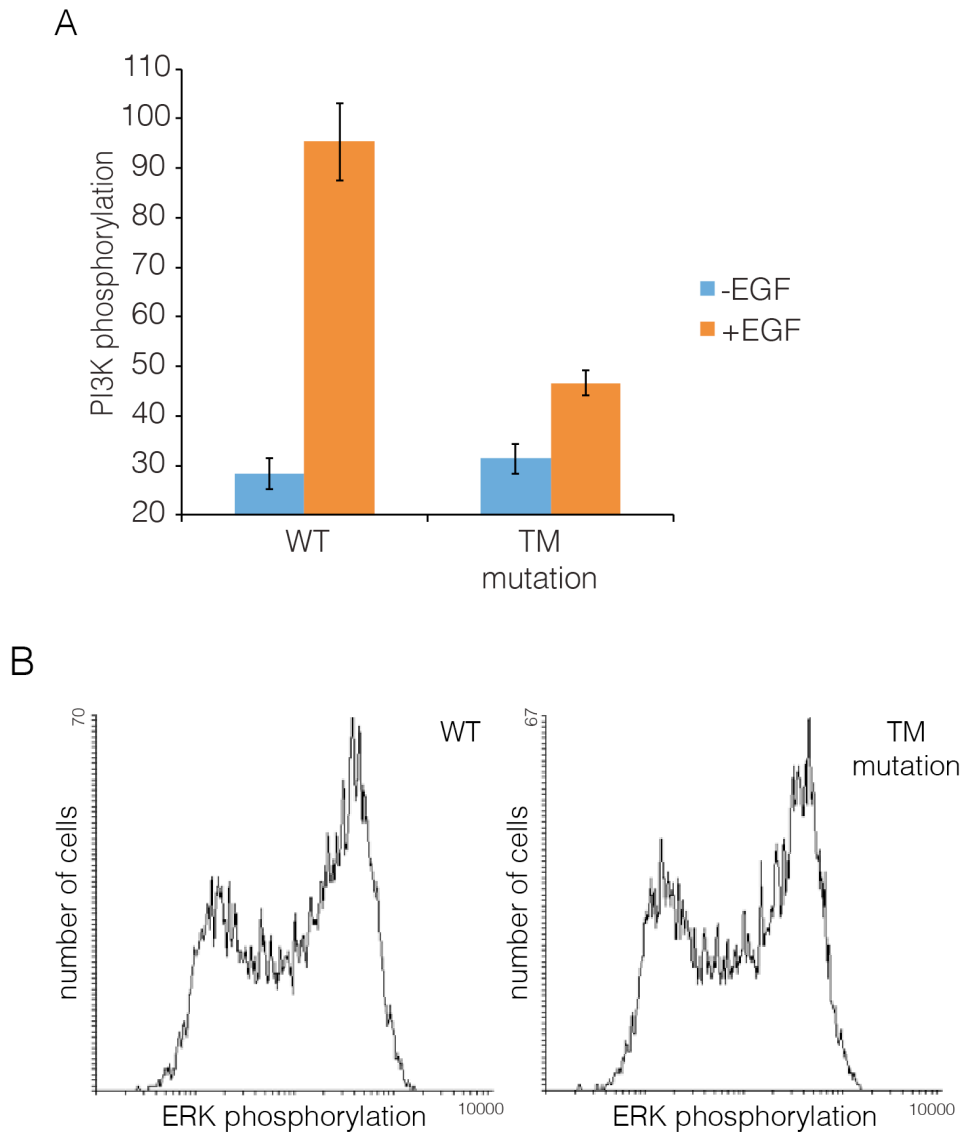 A
PI3K phosphorylation
110
100
90
80
70
60
50
40
30
20
WT
TM
mutation
-EGF
+EGF
B
number of cells
70
WT
ERK phosphorylation
10000
number of cells
67
TM
mutation
ERK phosphorylation
10000